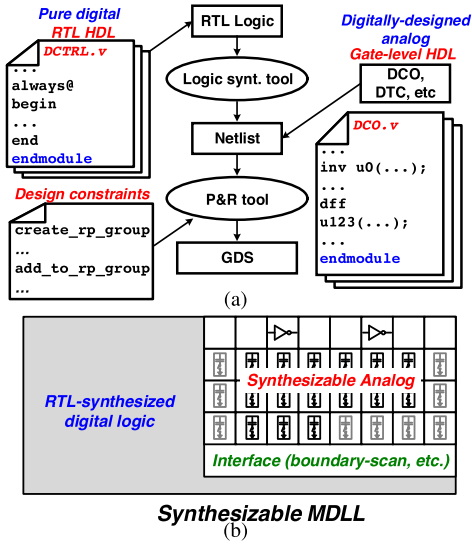 Pure digital
RTL HDL
DCTRL.v
...
always@
begin
...
end
endmodule
RTL Logic
Logic synt. tool
Netlist
P&R tool
GDS
Digitally-designed
analog
Gate-level HDL
DCO,
DTC, etc
DCO.v
...
inv u0(...);
...
dff
u123(...);
...
endmodule
Design constraints
create_rp_group
...
add_to_rp_group
...
(a)
RTL-synthesized
digital logic
Synthesizable Analog
Interface (boundary-scan, etc.)
Synthesizable MDLL
(b)